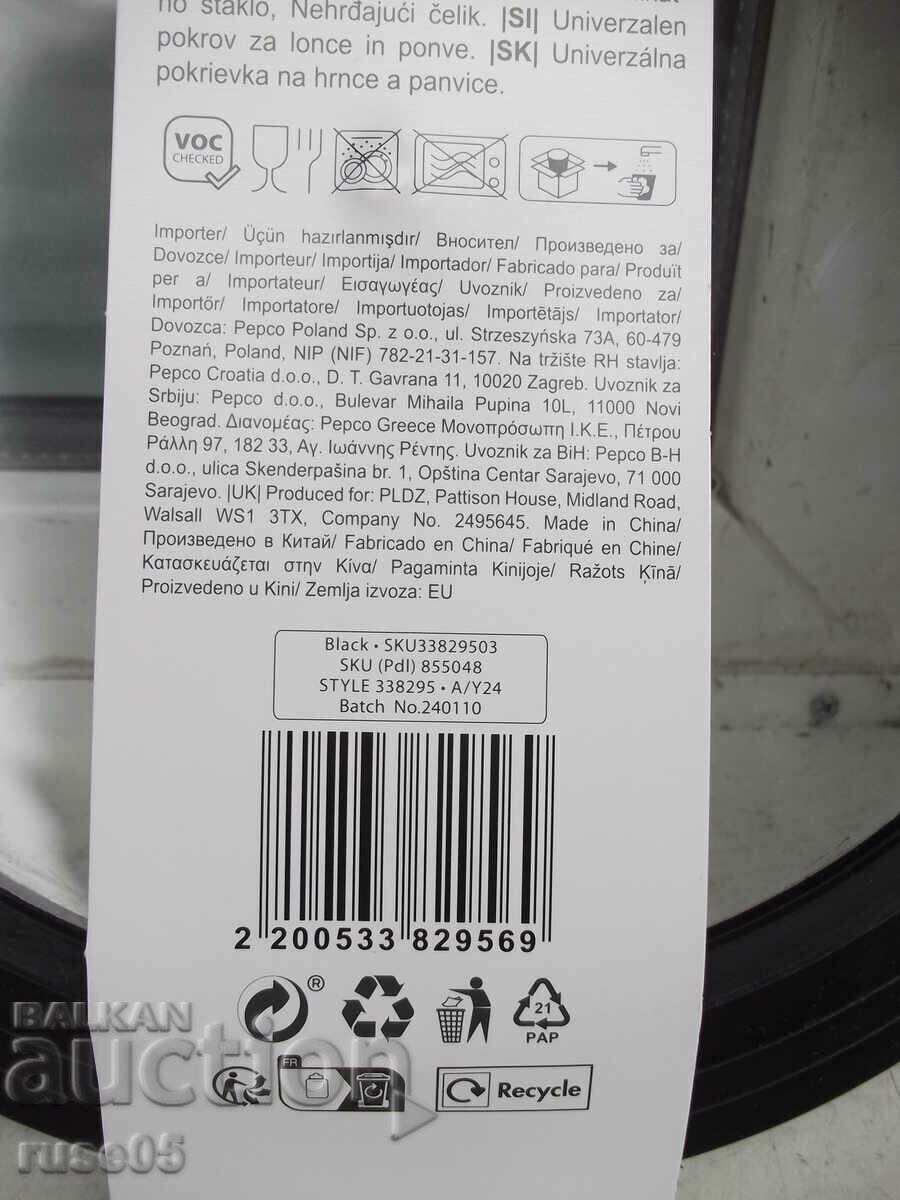 no staklo, Nehrđajući čelik. |SI| Univerzalen
pokrov za lonce in ponve. |SK| Univerzálna
pokrievka na hrnce a panvice.
VOC
CHECKED
Importer/ Üçün hazırlanmışdır/ Вносител/ Произведено за/
Dovozce/ Importeur/ Importija/ Importador/ Fabricado para/ Produït
per a/ Importateur/ Εισαγωγέας/ Uvoznik/ Proizvedeno za/
Importőr/ Importatore/ Importuotojas/ Importētājs/ Importator/
Dovozca: Pepco Poland Sp. z o.o., ul. Strzeszyńska 73A, 60-479
Poznań, Poland, NIP (NIF) 782-21-31-157. Na tržište RH stavlja:
Pepco Croatia d.o.o., D. T. Gavrana 11, 10020 Zagreb. Uvoznik za
Srbiju: Pepco d.o.o., Bulevar Mihaila Pupina 10L, 11000 Novi
Beograd. Διανομέας: Pepco Greece Μονοπρόσωπη Ι.Κ.Ε., Πέτρου
Ράλλη 97, 182 33, Αγ. Ιωάννης Ρέντης. Uvoznik za BiH: Pepco B-H
d.o.o., ulica Skenderpašina br. 1, Opština Centar Sarajevo, 71 000
Sarajevo. |UK| Produced for: PLDZ, Pattison House, Midland Road,
Walsall WS1 3TX, Company No. 2495645. Made in China/
Произведено в Китай/ Fabricado en China/ Fabriqué en Chine/
Κατασκευάζεται στην Κίνα/ Pagaminta Kinijoje/ Ražots Ķīnā/
Proizvedeno u Kini/ Zemlja izvoza: EU
Black • SKU33829503
SKU (Pdl) 855048
STYLE 338295 • A/Y24
Batch No.240110
2 200533 829569
®
21
PAP
FR
Recycle
BALKAN
auction
ruse05